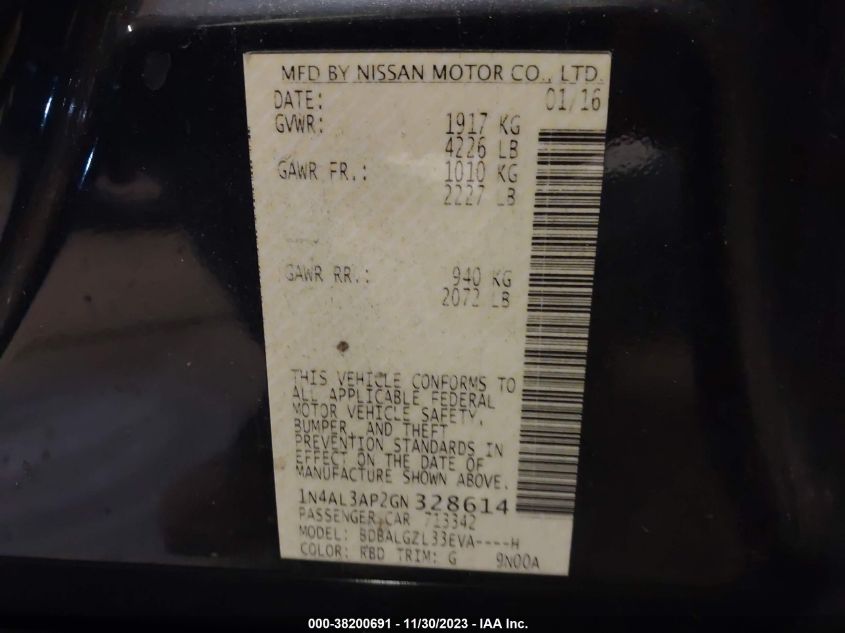 MFD BY NISSAN MOTOR CO., LTD.
DATE: 01/16
GVWR: 1917 KG
4226 LB
GAWR FR.: 1010 KG
2227 LB
GAWR RR.: 940 KG
2072 LB
THIS VEHICLE CONFORMS TO
ALL APPLICABLE FEDERAL
MOTOR VEHICLE SAFETY,
BUMPER, AND THEFT
PREVENTION STANDARDS IN
EFFECT ON THE DATE OF
MANUFACTURE SHOWN ABOVE.
1N4AL3AP2GN 328614
PASSENGER CAR 713342
MODEL: BDBALGZL33EVA----H
COLOR: RBD TRIM: G 9N00A
000-38200691 - 11/30/2023 - IAA Inc.